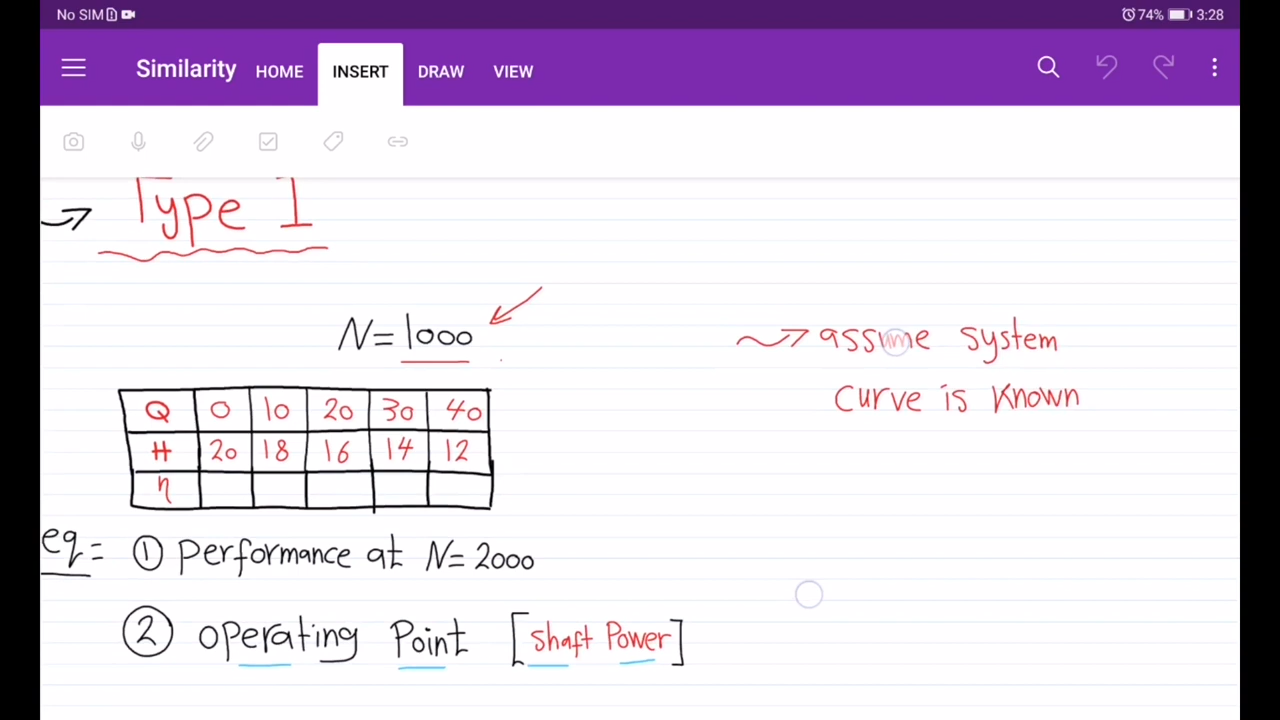 No SIM 74% 3:28
Similarity HOME INSERT DRAW VIEW
Type 1
N=1000
assume system
curve is known
Q 0 10 20 30 40
H 20 18 16 14 12
η
eq= ① Performance at N=2000
② operating Point [shaft Power]